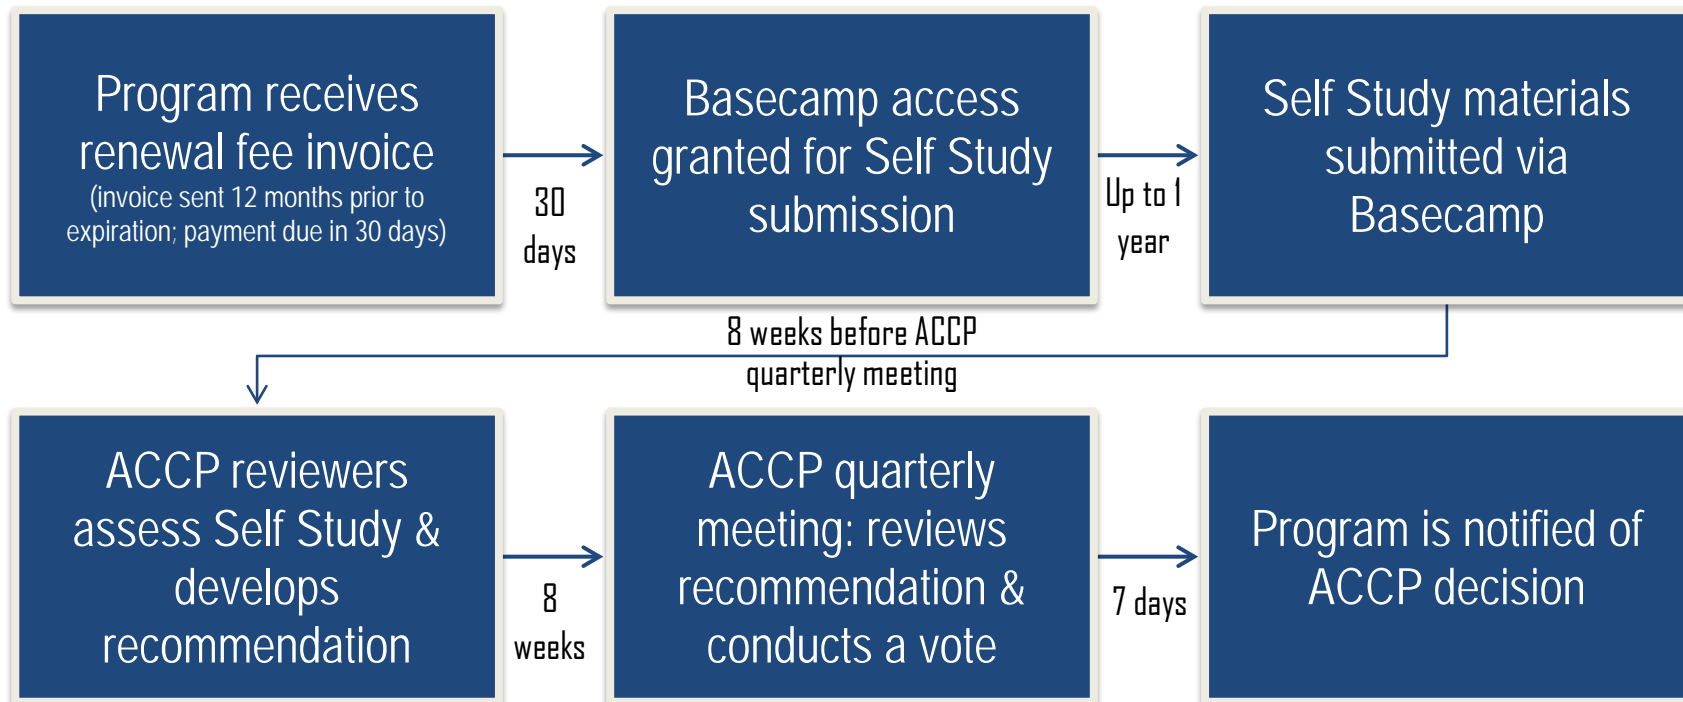 Program receives
renewal fee invoice
(invoice sent 12 months prior to
expiration; payment due in 30 days)
30
days
Basecamp access
granted for Self Study
submission
Up to 1
year
Self Study materials
submitted via
Basecamp
8 weeks before ACCP
quarterly meeting
ACCP reviewers
assess Self Study &
develops
recommendation
8
weeks
ACCP quarterly
meeting: reviews
recommendation &
conducts a vote
7 days
Program is notified of
ACCP decision